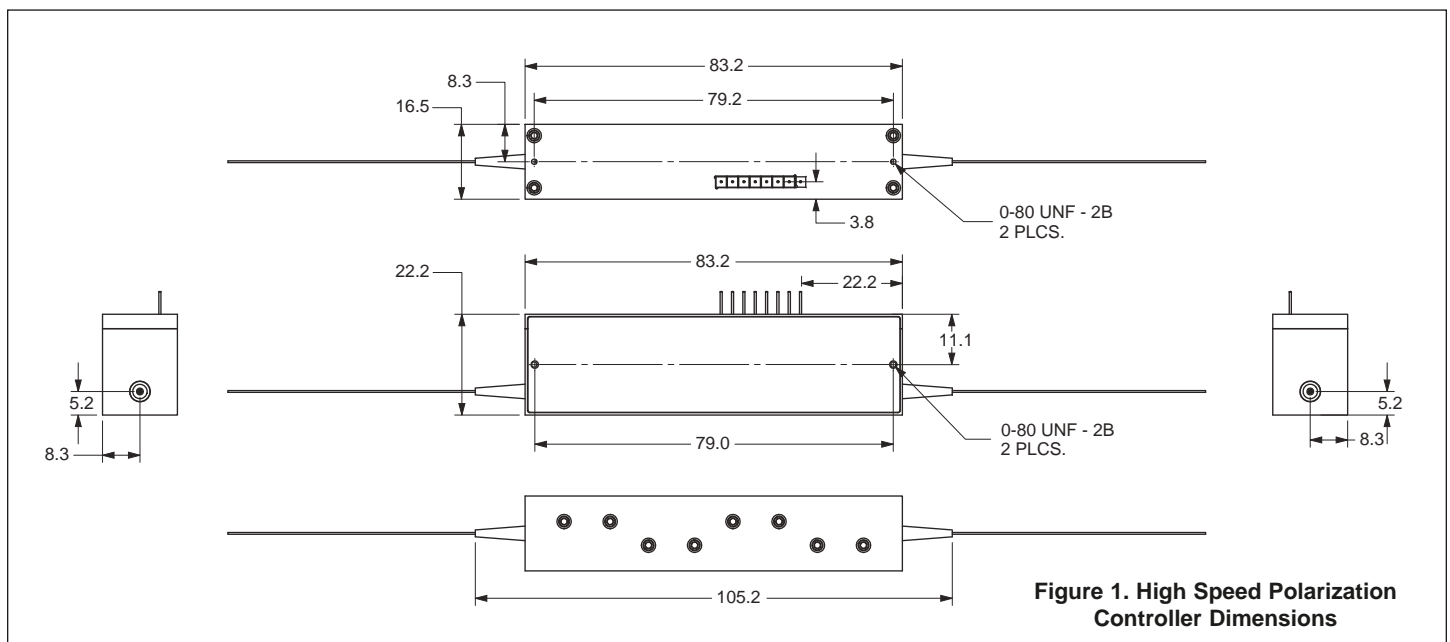 83.2
8.3
79.2
16.5
0-80 UNF - 2B
2 PLCS.
3.8
83.2
22.2
22.2
11.1
5.2
5.2
8.3
8.3
0-80 UNF - 2B
2 PLCS.
79.0
105.2
Figure 1. High Speed Polarization
Controller Dimensions